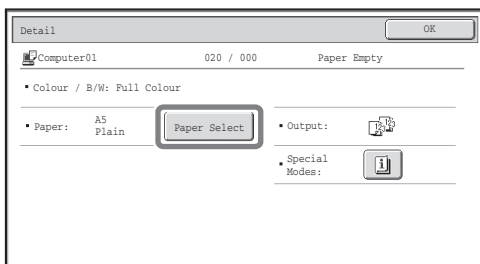 Detail
OK
Computer01 020 / 000 Paper Empty
▪ Colour / B/W: Full Colour
▪ Paper: A5 Plain Paper Select
▪ Output:
▪ Special Modes: